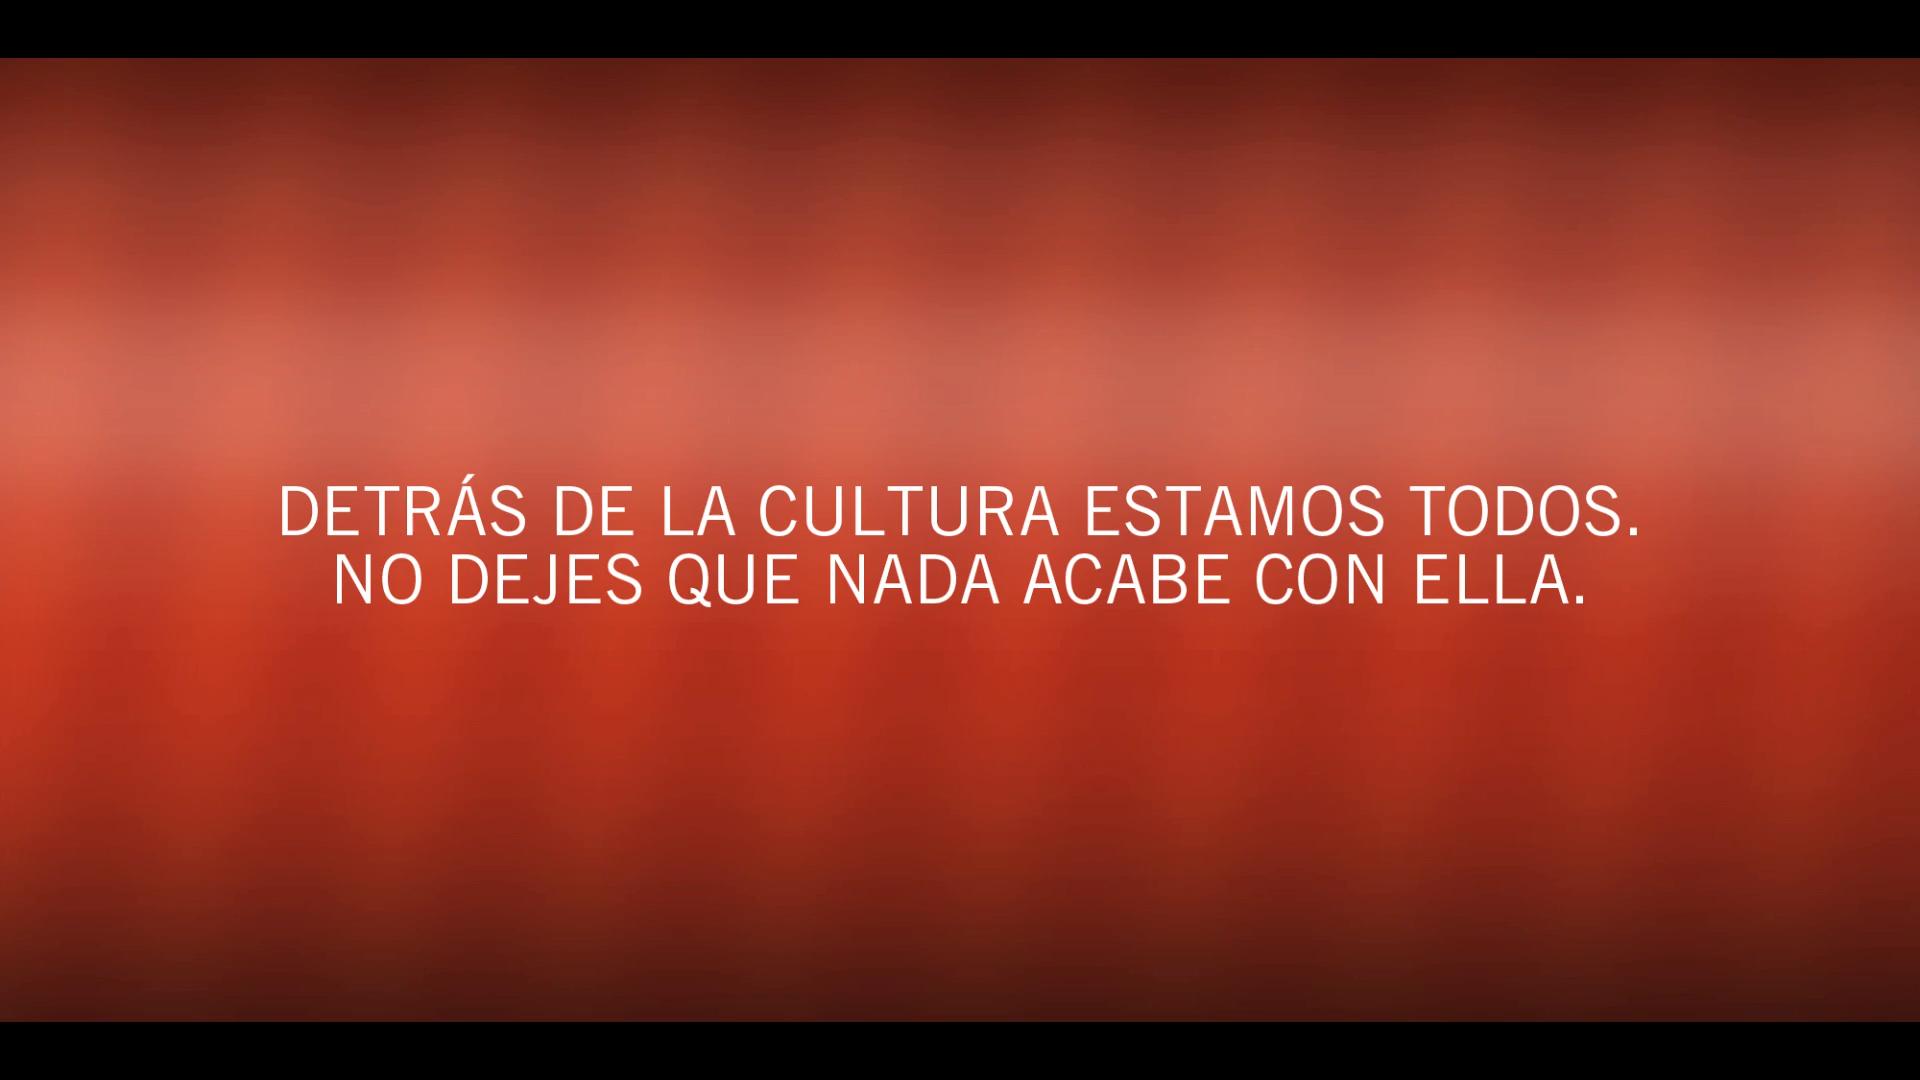 DETRÁS DE LA CULTURA ESTAMOS TODOS.
NO DEJES QUE NADA ACABE CON ELLA.